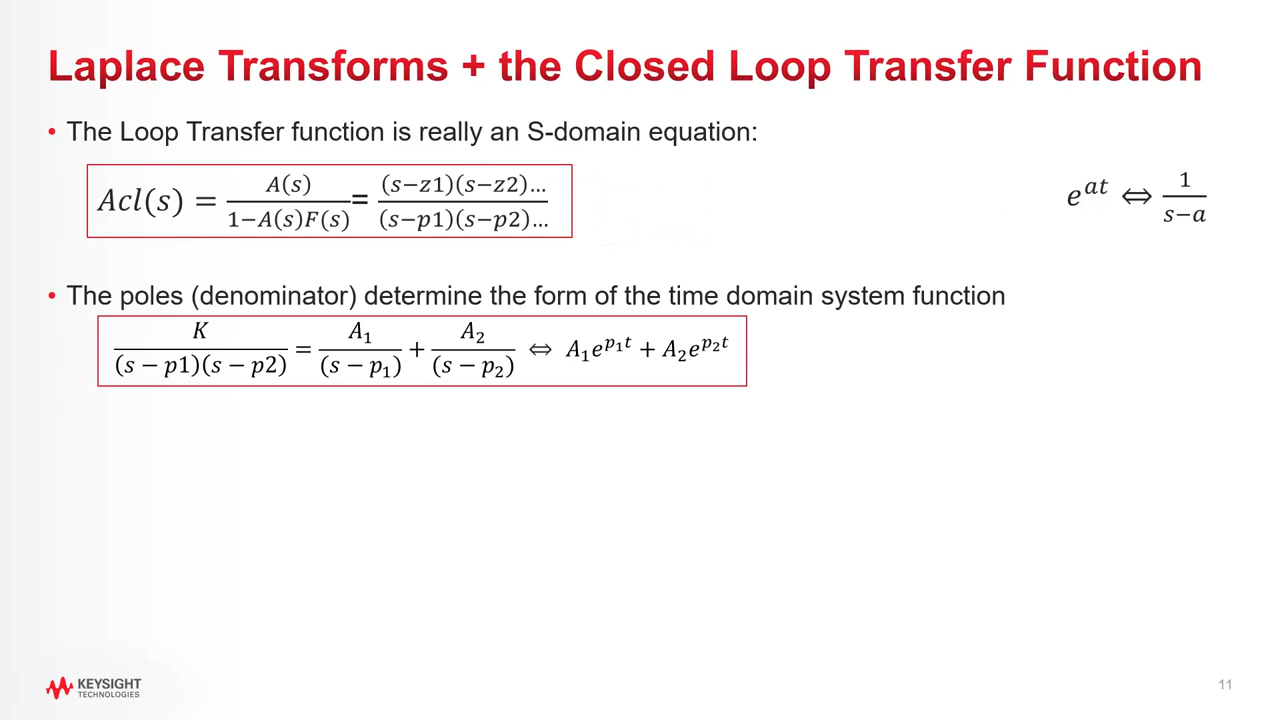 Laplace Transforms + the Closed Loop Transfer Function
• The Loop Transfer function is really an S-domain equation:
Acl(s) = A(s) / 1−A(s)F(s) = (s−z1)(s−z2)… / (s−p1)(s−p2)…
e^{at} ⇔ 1 / s−a
• The poles (denominator) determine the form of the time domain system function
K / (s − p1)(s − p2) = A₁ / (s − p₁) + A₂ / (s − p₂) ⇔ A₁e^{p₁t} + A₂e^{p₂t}
KEYSIGHT
TECHNOLOGIES
11